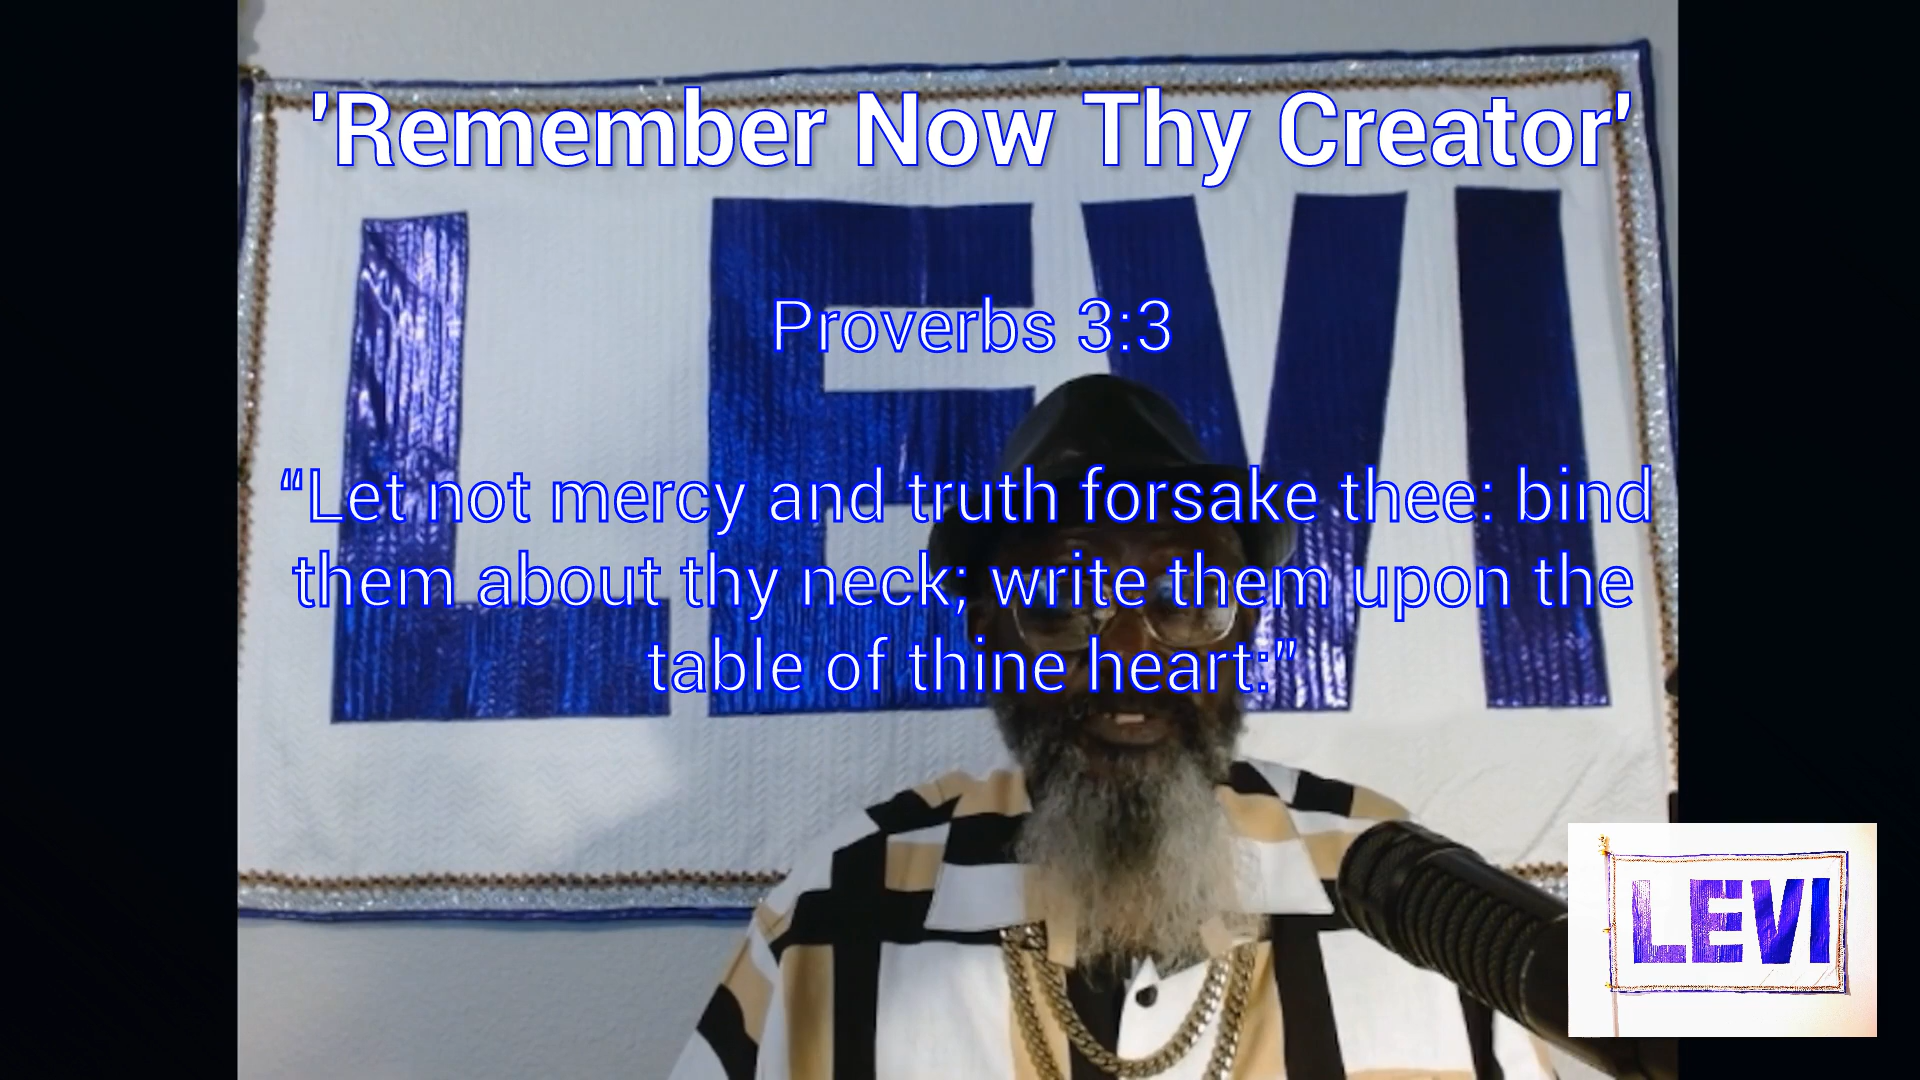 'Remember Now Thy Creator'
LEVI
Proverbs 3:3
“Let not mercy and truth forsake thee: bind
them about thy neck; write them upon the
table of thine heart:”
LEVI